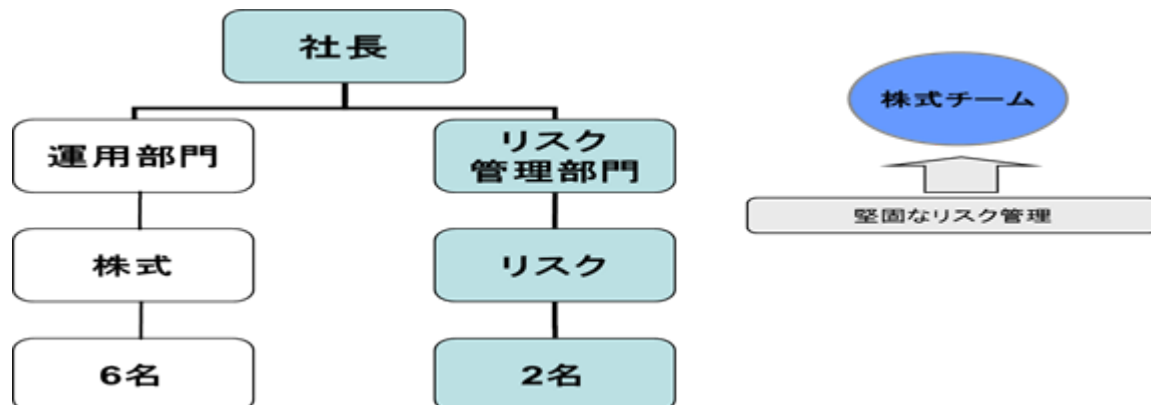 社長
運用部門
リスク
管理部門
株式
リスク
6名
2名
株式チーム
堅固なリスク管理